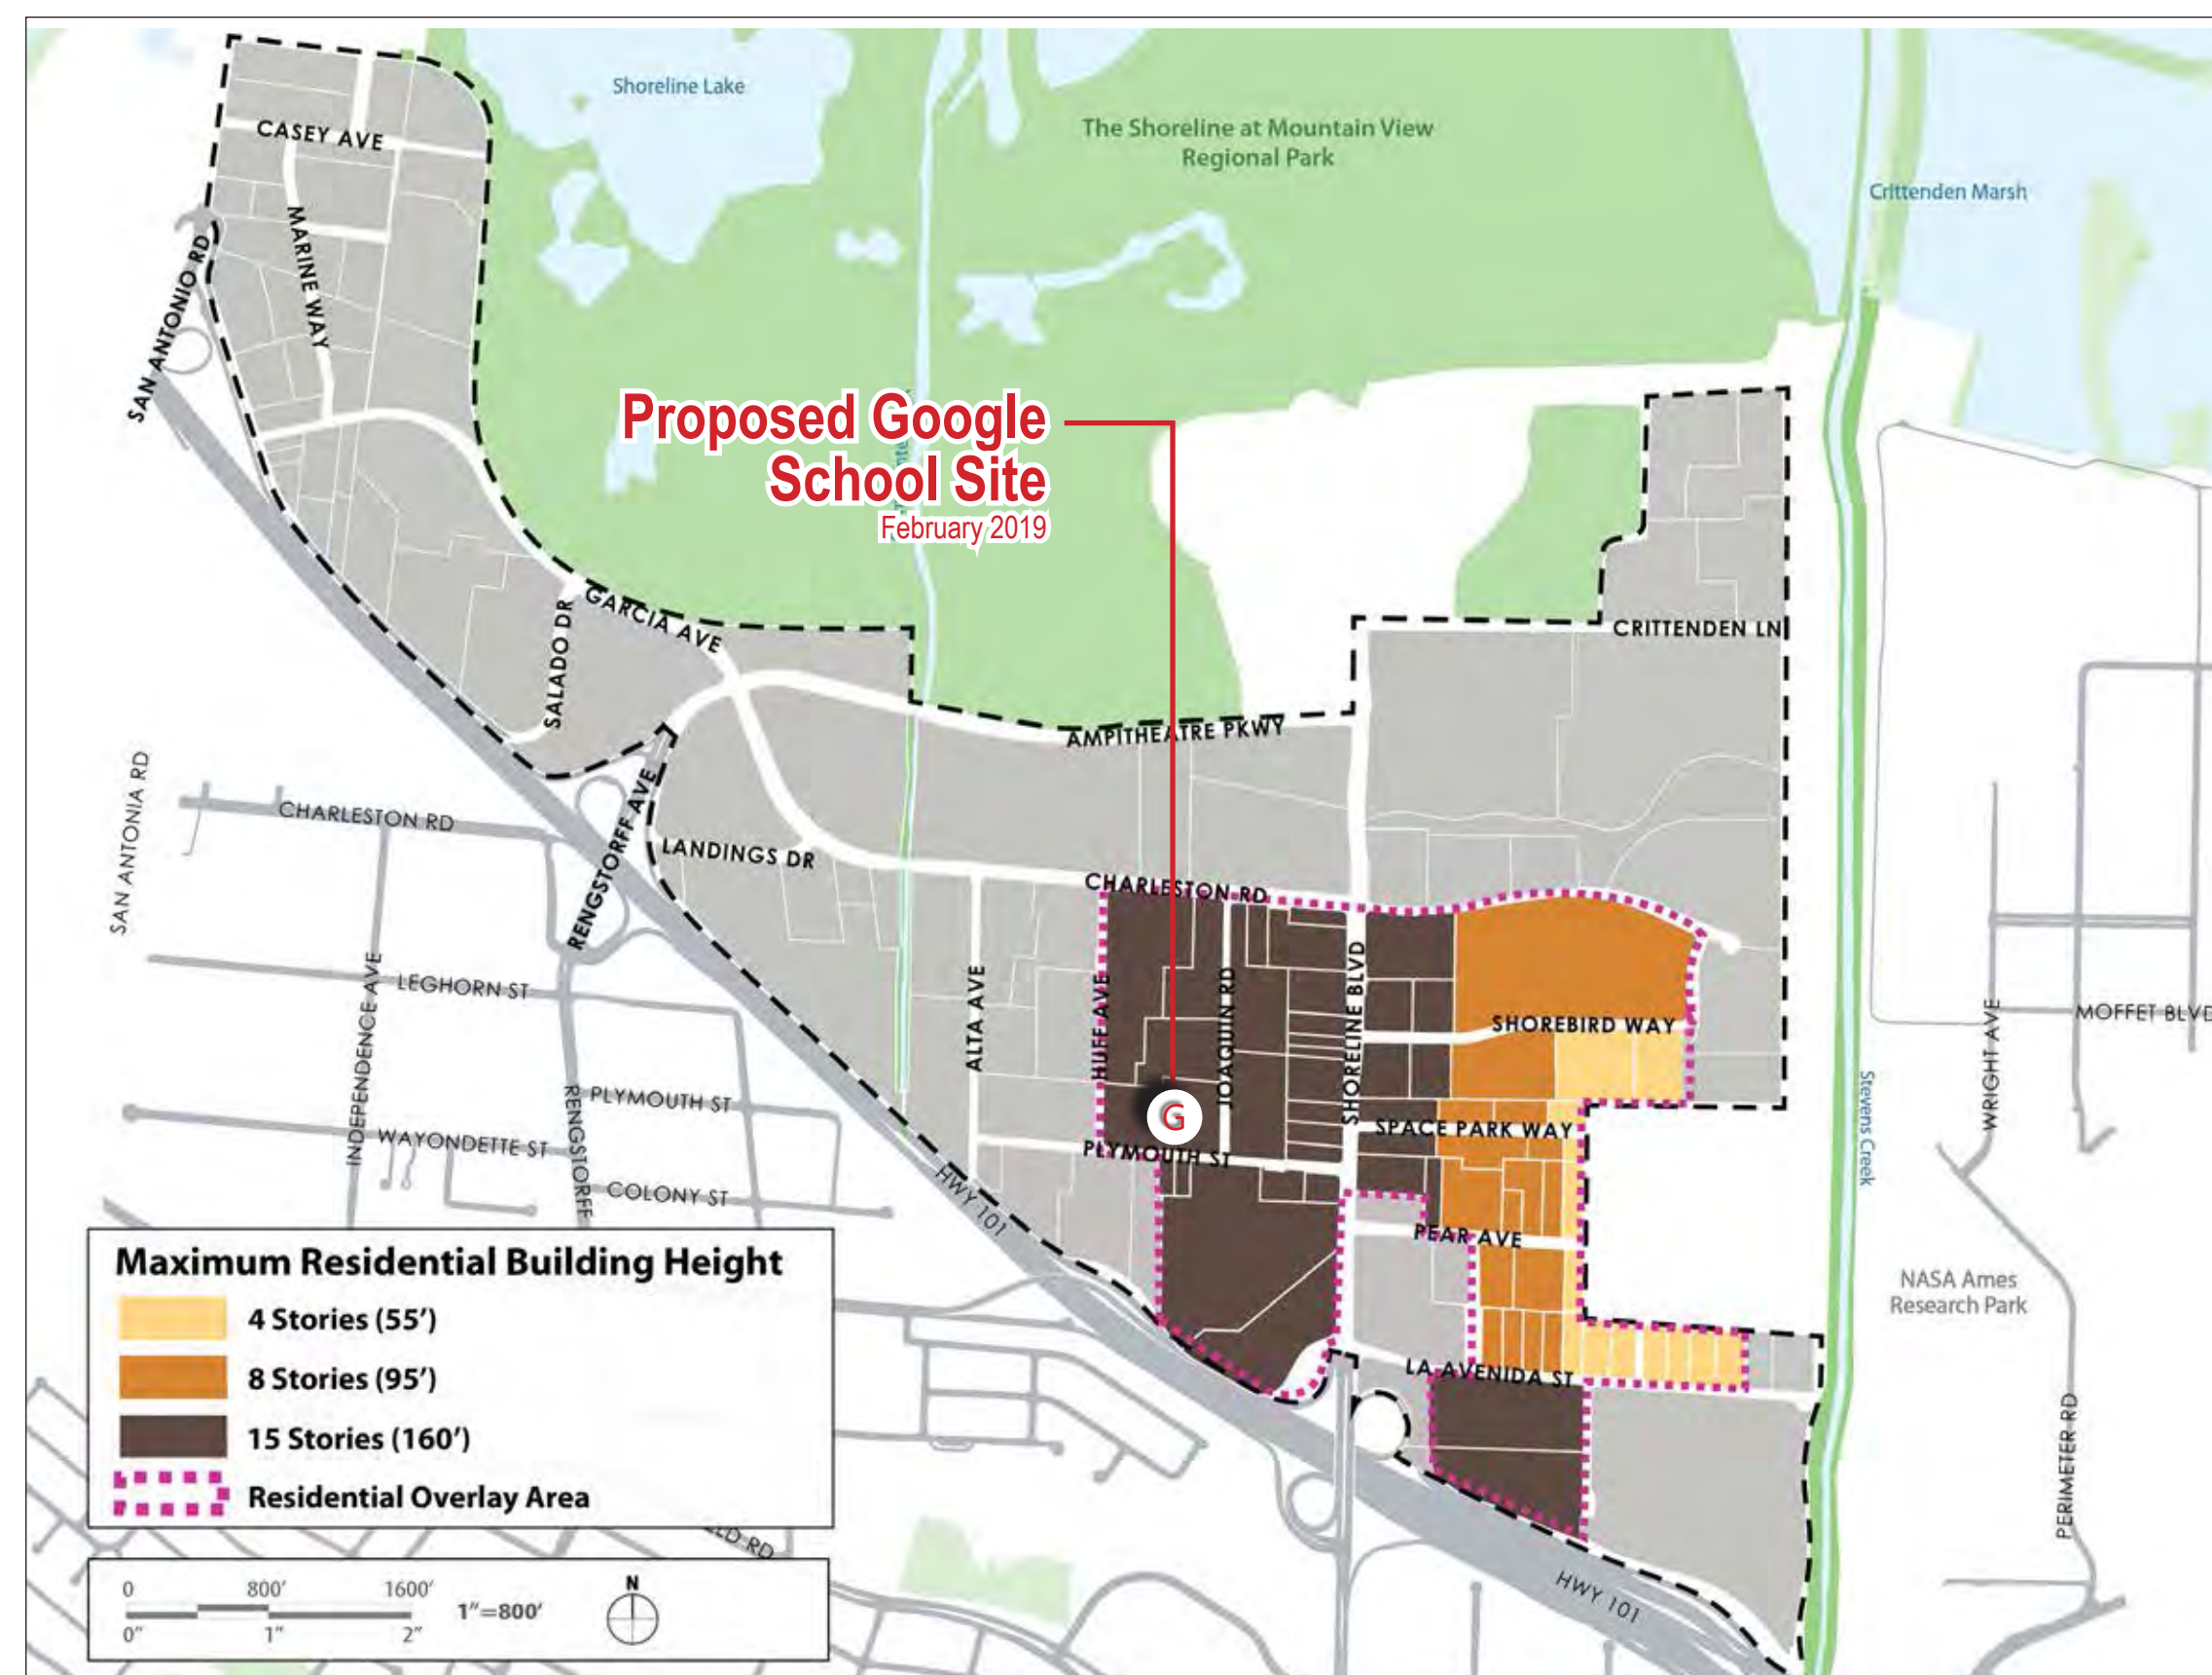 Shoreline Lake
The Shoreline at Mountain View
Regional Park
Crittenden Marsh
CASEY AVE
MARINE WAY
SAN ANTONIO RD
Proposed Google
School Site
February 2019
GARCIA AVE
SALADO DR
CRITTENDEN LN
AMPITHEATRE PKWY
SAN ANTONIA RD
CHARLESTON RD
RENGSTORFF AVE
LANDINGS DR
CHARLESTON RD
LEGHORN ST
INDEPENDENCE AVE
ALTA AVE
HUFF AVE
JOAQUIN RD
SHORELINE BLVD
SHOREBIRD WAY
WRIGHT AVE
MOFFET BLVD
PLYMOUTH ST
RENGSTORFF
G
SPACE PARK WAY
Stevens Creek
WAYONDETTE ST
PLYMOUTH ST
COLONY ST
HWY 101
PEAR AVE
NASA Ames
Research Park
LA AVENIDA ST
PERIMETER RD
HWY 101
Maximum Residential Building Height
4 Stories (55′)
8 Stories (95′)
15 Stories (160′)
Residential Overlay Area
RD
0 800′ 1600′
1″=800′
0″ 1″ 2″
N